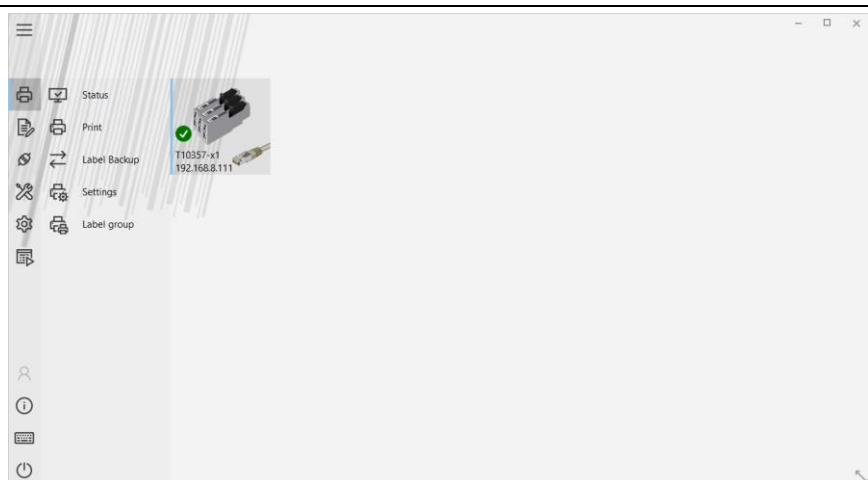 Status
Print
Label Backup
Settings
Label group
T10357-x1
192.168.8.111